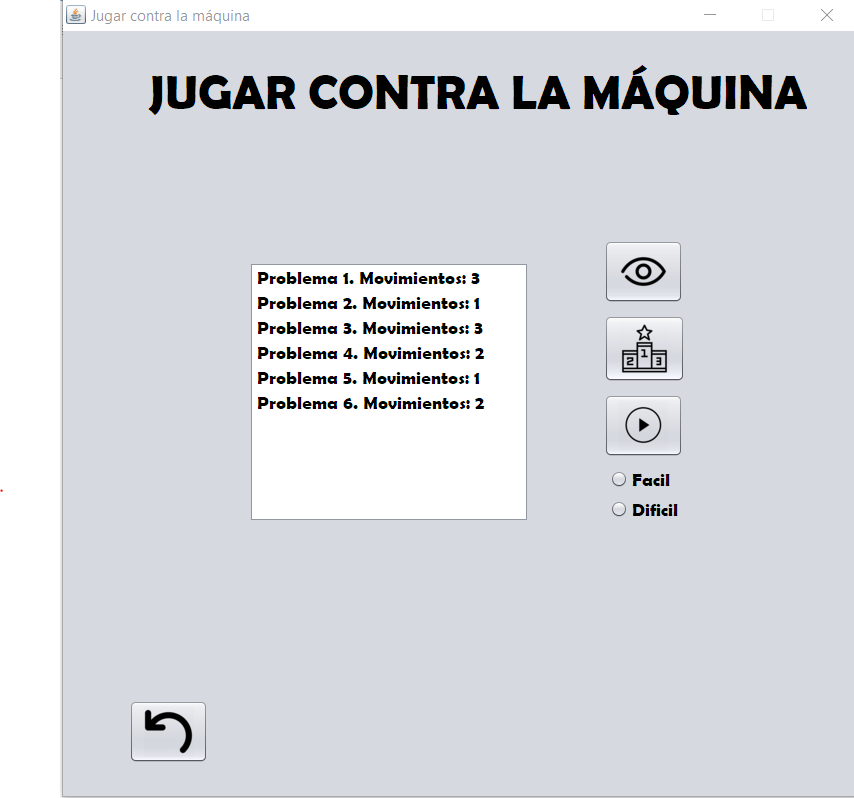 Jugar contra la máquina
JUGAR CONTRA LA MÁQUINA
Problema 1. Movimientos: 3
Problema 2. Movimientos: 1
Problema 3. Movimientos: 3
Problema 4. Movimientos: 2
Problema 5. Movimientos: 1
Problema 6. Movimientos: 2
2 1 3
Facil
Dificil